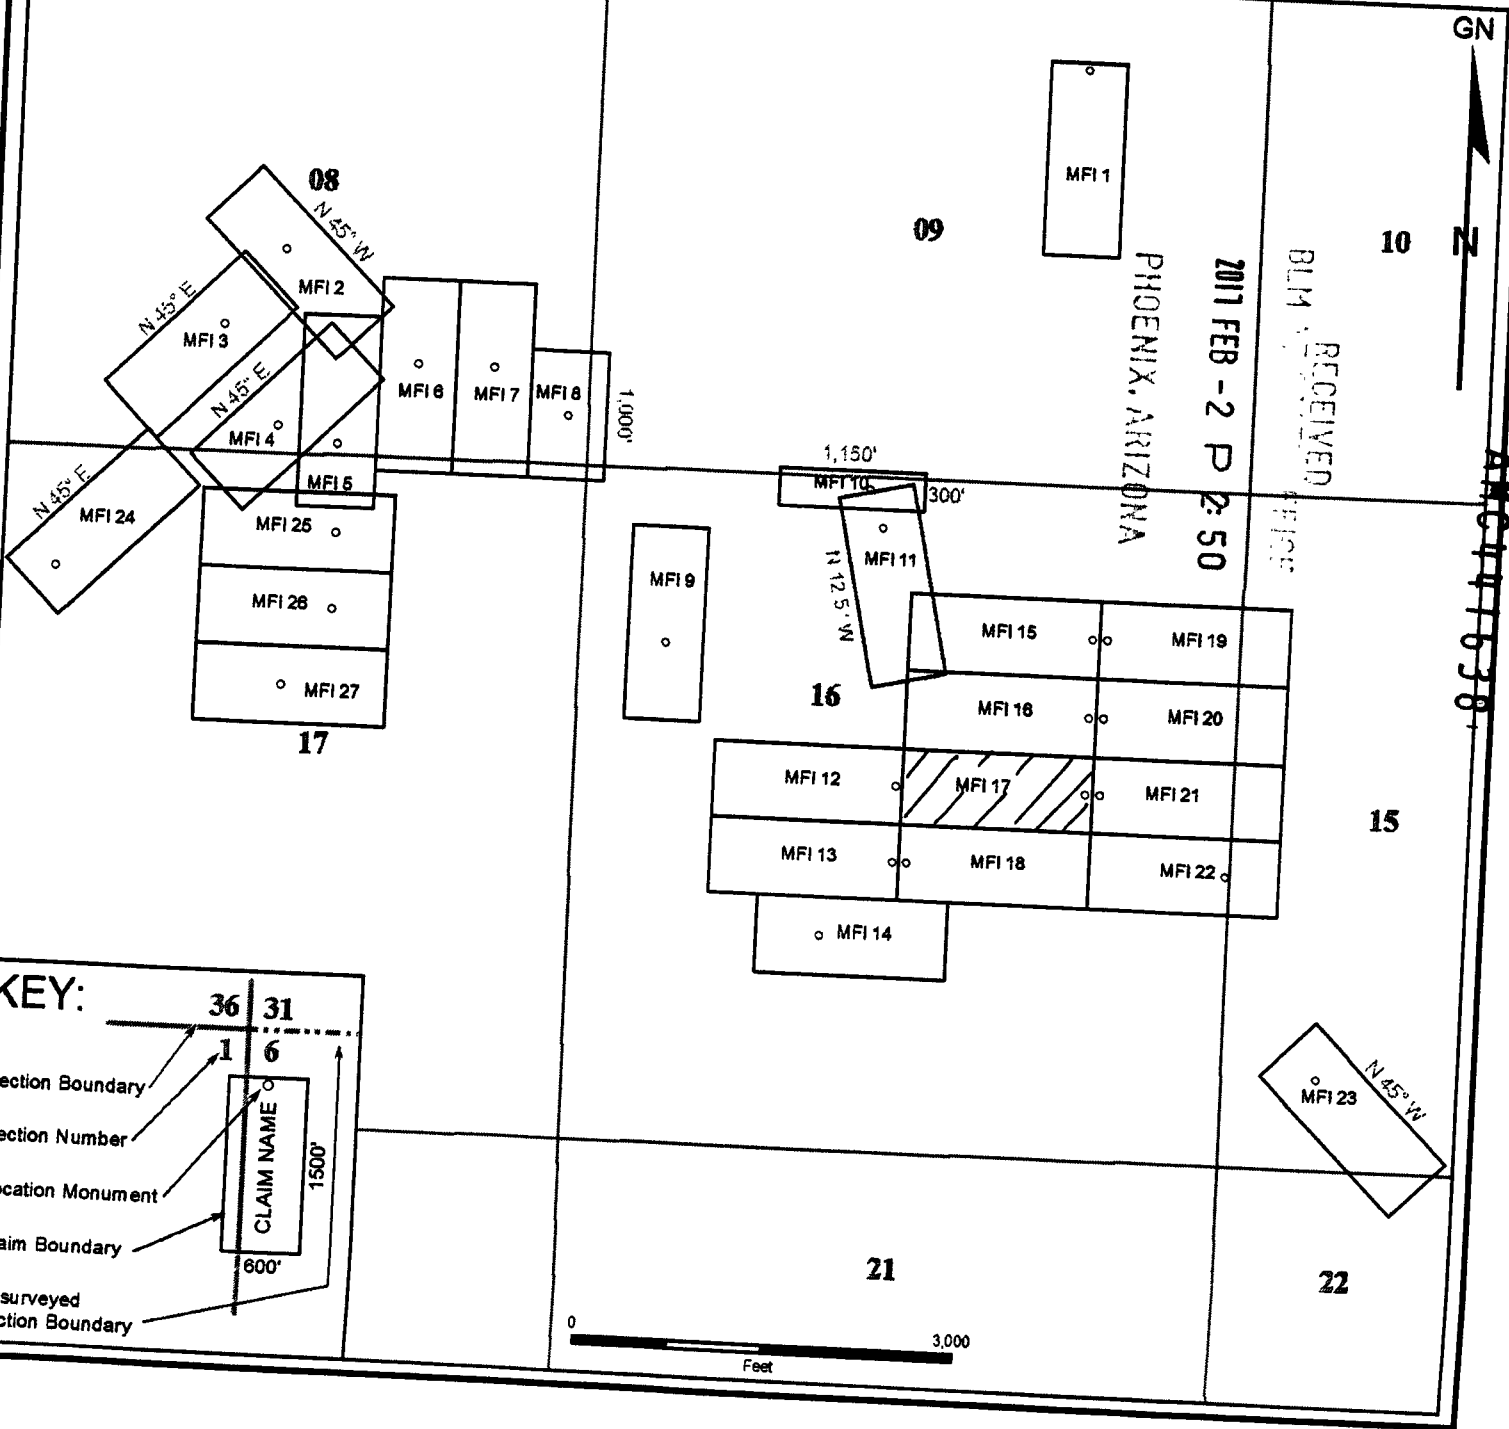 GN
N
08
09
10
MFI 1
N 45° W
MFI 2
N 45° E
MFI 3
N 45° E
MFI 4
MFI 5
MFI 6
MFI 7
MFI 8
1,000'
N 45° E
MFI 24
MFI 25
MFI 26
MFI 27
17
1,150'
MFI 10
300'
MFI 11
N 12.5° W
MFI 9
16
MFI 15
MFI 19
MFI 16
MFI 20
MFI 12
MFI 17
MFI 21
MFI 13
MFI 18
MFI 22
MFI 14
15
MFI 23
N 45° W
21
22
PHOENIX, ARIZONA
2011 FEB -2 P 2:50
BLM
RECEIVED
KEY:
36 31
1 6
ection Boundary
ection Number
ocation Monument
aim Boundary
surveyed
ction Boundary
CLAIM NAME
1500'
600'
0 3,000
Feet